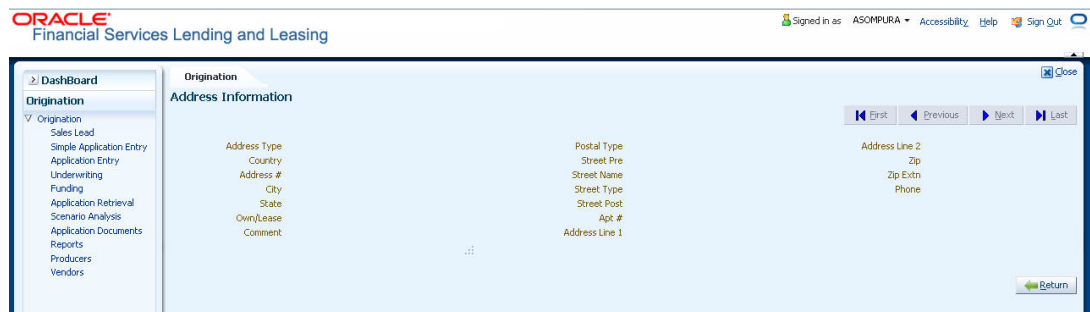 ORACLE
Financial Services Lending and Leasing
Signed in as ASOMPURA Accessibility Help Sign Out
DashBoard
Origination
Origination
Sales Lead
Simple Application Entry
Application Entry
Underwriting
Funding
Application Retrieval
Scenario Analysis
Application Documents
Reports
Producers
Vendors
Origination
Close
Address Information
First Previous Next Last
Address Type
Country
Address #
City
State
Own/Lease
Comment
Postal Type
Street Pre
Street Name
Street Type
Street Post
Apt #
Address Line 1
Address Line 2
Zip
Zip Extn
Phone
Return